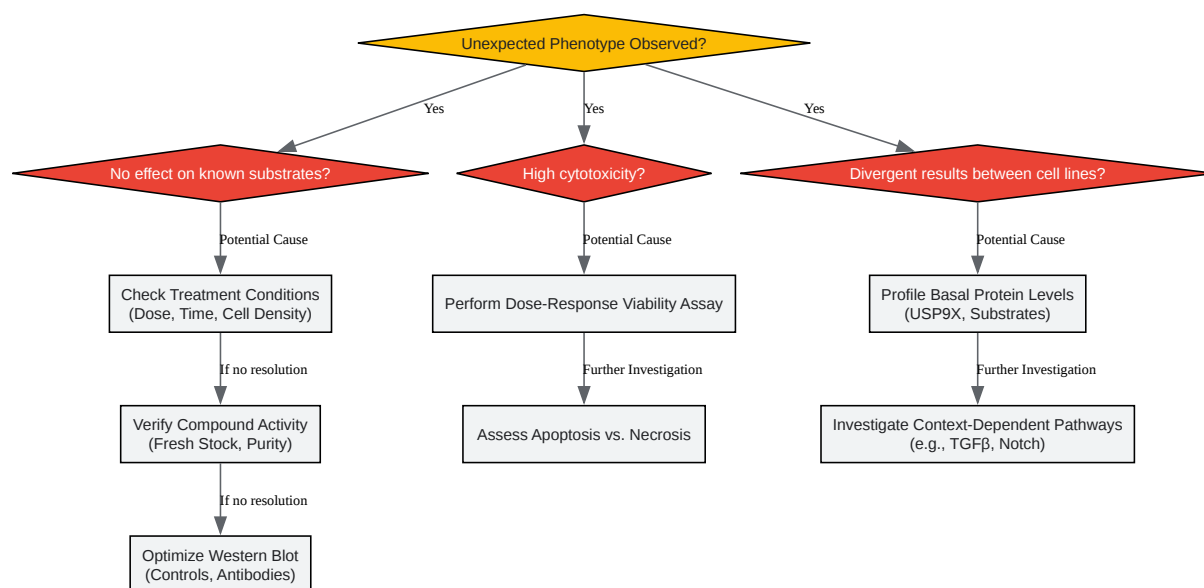 Unexpected Phenotype Observed?
Yes
Yes
Yes
No effect on known substrates?
High cytotoxicity?
Divergent results between cell lines?
Potential Cause
Potential Cause
Potential Cause
Check Treatment Conditions
(Dose, Time, Cell Density)
Perform Dose-Response Viability Assay
Profile Basal Protein Levels
(USP9X, Substrates)
If no resolution
Further Investigation
Further Investigation
Verify Compound Activity
(Fresh Stock, Purity)
Assess Apoptosis vs. Necrosis
Investigate Context-Dependent Pathways
(e.g., TGFβ, Notch)
If no resolution
Optimize Western Blot
(Controls, Antibodies)